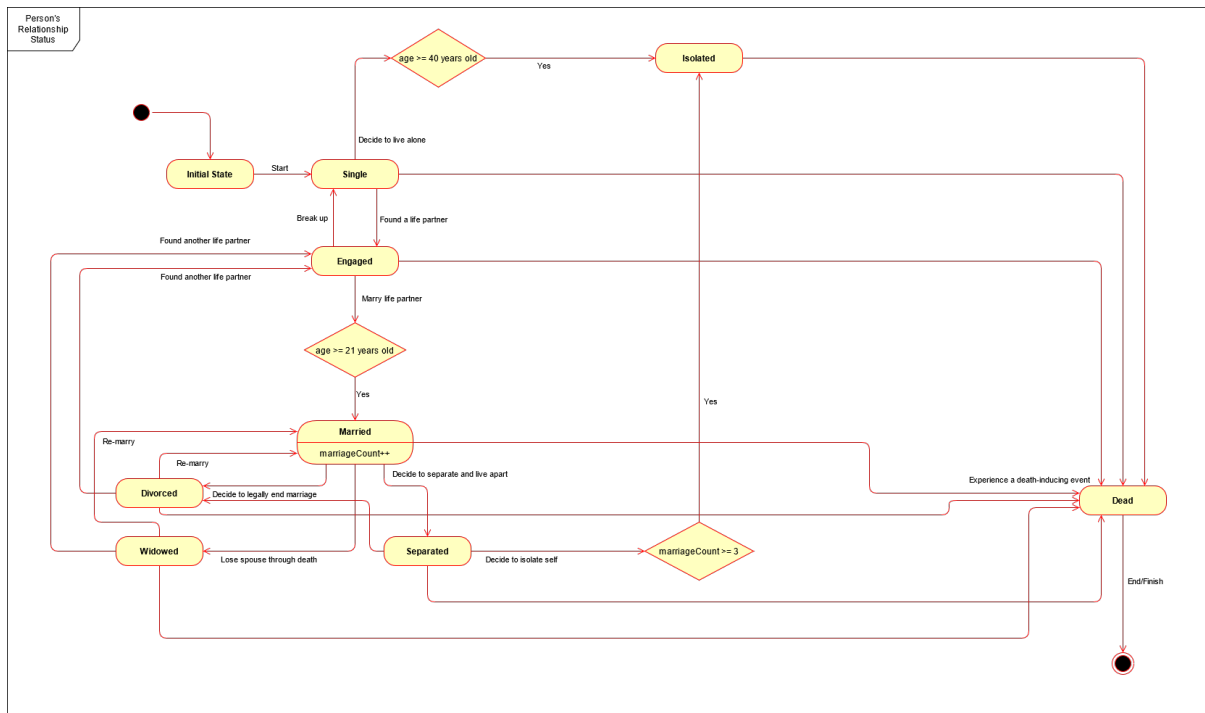 Person's
Relationship
Status
age >= 40 years old
Yes
Isolated
Decide to live alone
Initial State
Start
Single
Break up
Found a life partner
Found another life partner
Engaged
Found another life partner
Marry life partner
age >= 21 years old
Yes
Yes
Married
Re-marry
marriageCount++
Re-marry
Decide to separate and live apart
Experience a death-inducing event
Divorced
Decide to legally end marriage
Dead
Widowed
Lose spouse through death
Separated
Decide to isolate self
marriageCount >= 3
End/Finish